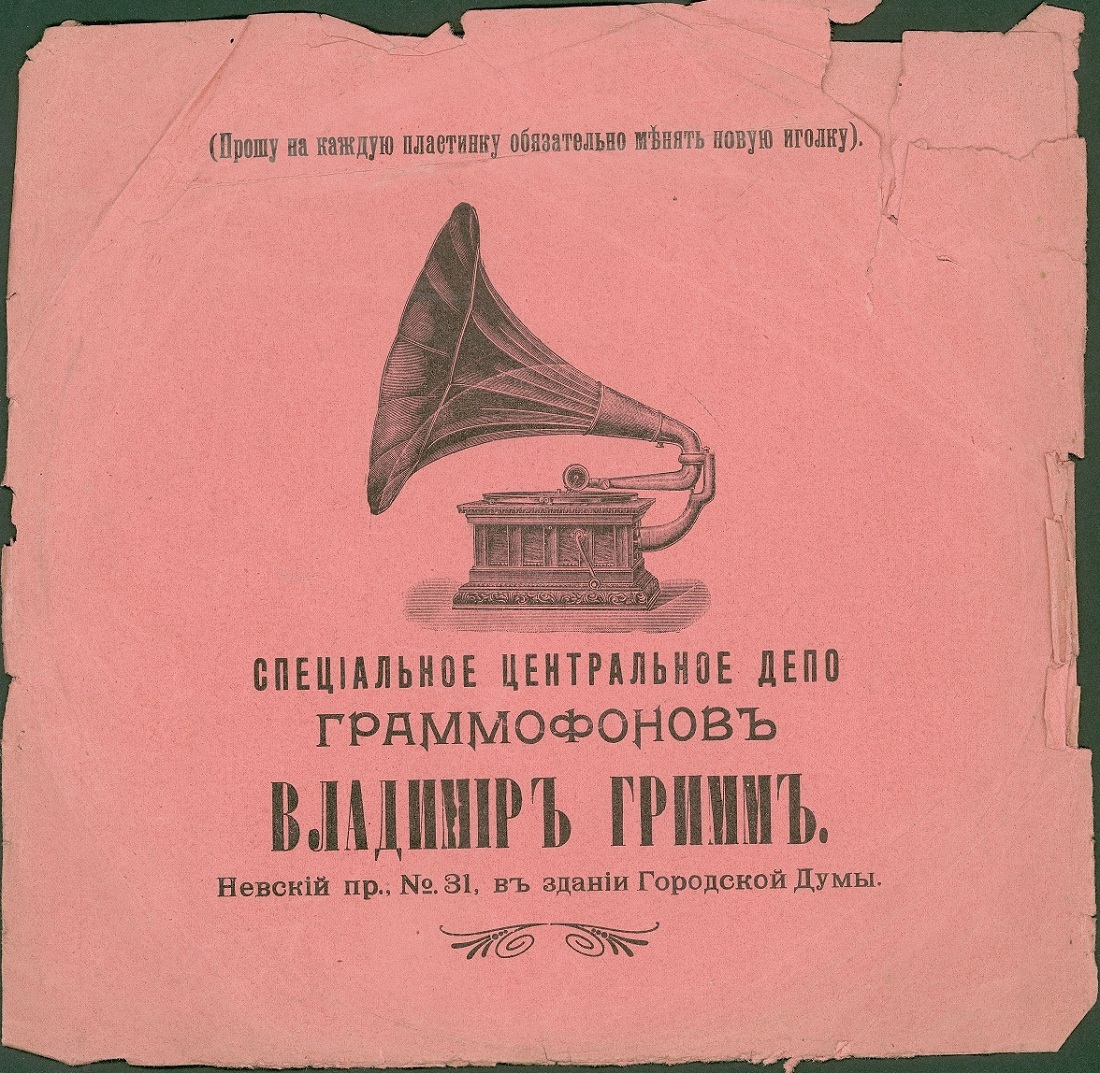 (Прошу на каждую пластинку обязательно мѣнять новую иголку).
СПЕЦІАЛЬНОЕ ЦЕНТРАЛЬНОЕ ДЕПО
ГРАММОФОНОВЪ
ВЛАДИМІРЪ ГРИММЪ.
Невскій пр., №. 31, въ зданіи Городской Думы.